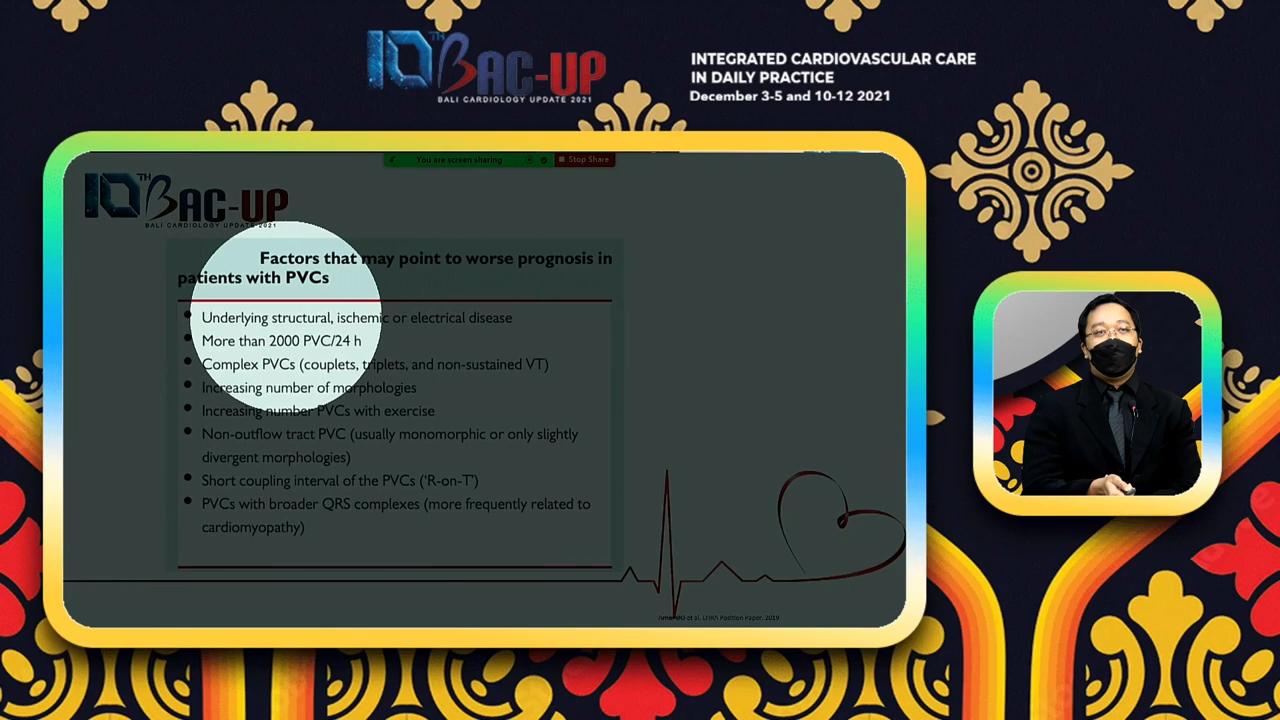 10TH BAC-UP
BALI CARDIOLOGY UPDATE 2021
INTEGRATED CARDIOVASCULAR CARE
IN DAILY PRACTICE
December 3-5 and 10-12 2021
You are screen sharing
Stop Share
10TH BAC-UP
BALI CARDIOLOGY UPDATE 2021
Factors that may point to worse prognosis in
patients with PVCs
• Underlying structural, ischemic or electrical disease
• More than 2000 PVC/24 h
• Complex PVCs (couplets, triplets, and non-sustained VT)
• Increasing number of morphologies
• Increasing number PVCs with exercise
• Non-outflow tract PVC (usually monomorphic or only slightly
divergent morphologies)
• Short coupling interval of the PVCs (‘R-on-T’)
• PVCs with broader QRS complexes (more frequently related to
cardiomyopathy)
et al. EHRA Position Paper. 2019